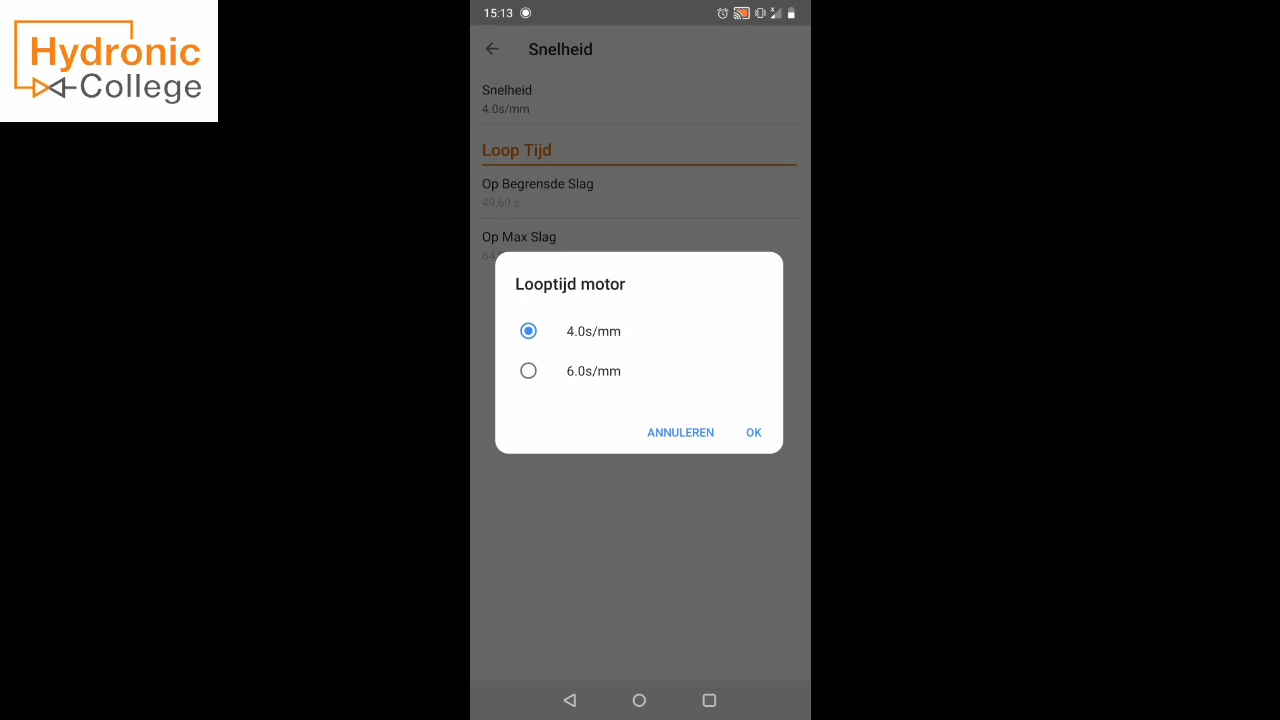 Hydronic
College
15:13
Snelheid
Snelheid
4.0s/mm
Loop Tijd
Op Begrensde Slag
49,60 s
Op Max Slag
Looptijd motor
4.0s/mm
6.0s/mm
ANNULEREN OK